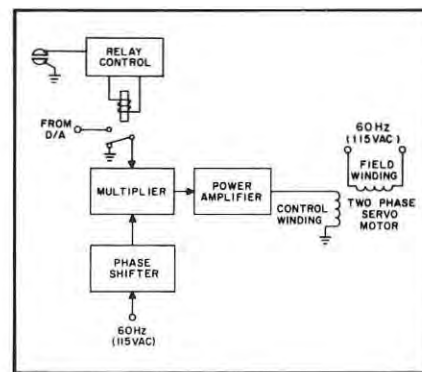 RELAY
CONTROL
FROM
D/A
60Hz
(115VAC)
FIELD
WINDING
MULTIPLIER
POWER
AMPLIFIER
CONTROL
WINDING
TWO PHASE
SERVO
MOTOR
PHASE
SHIFTER
60Hz
(115VAC)